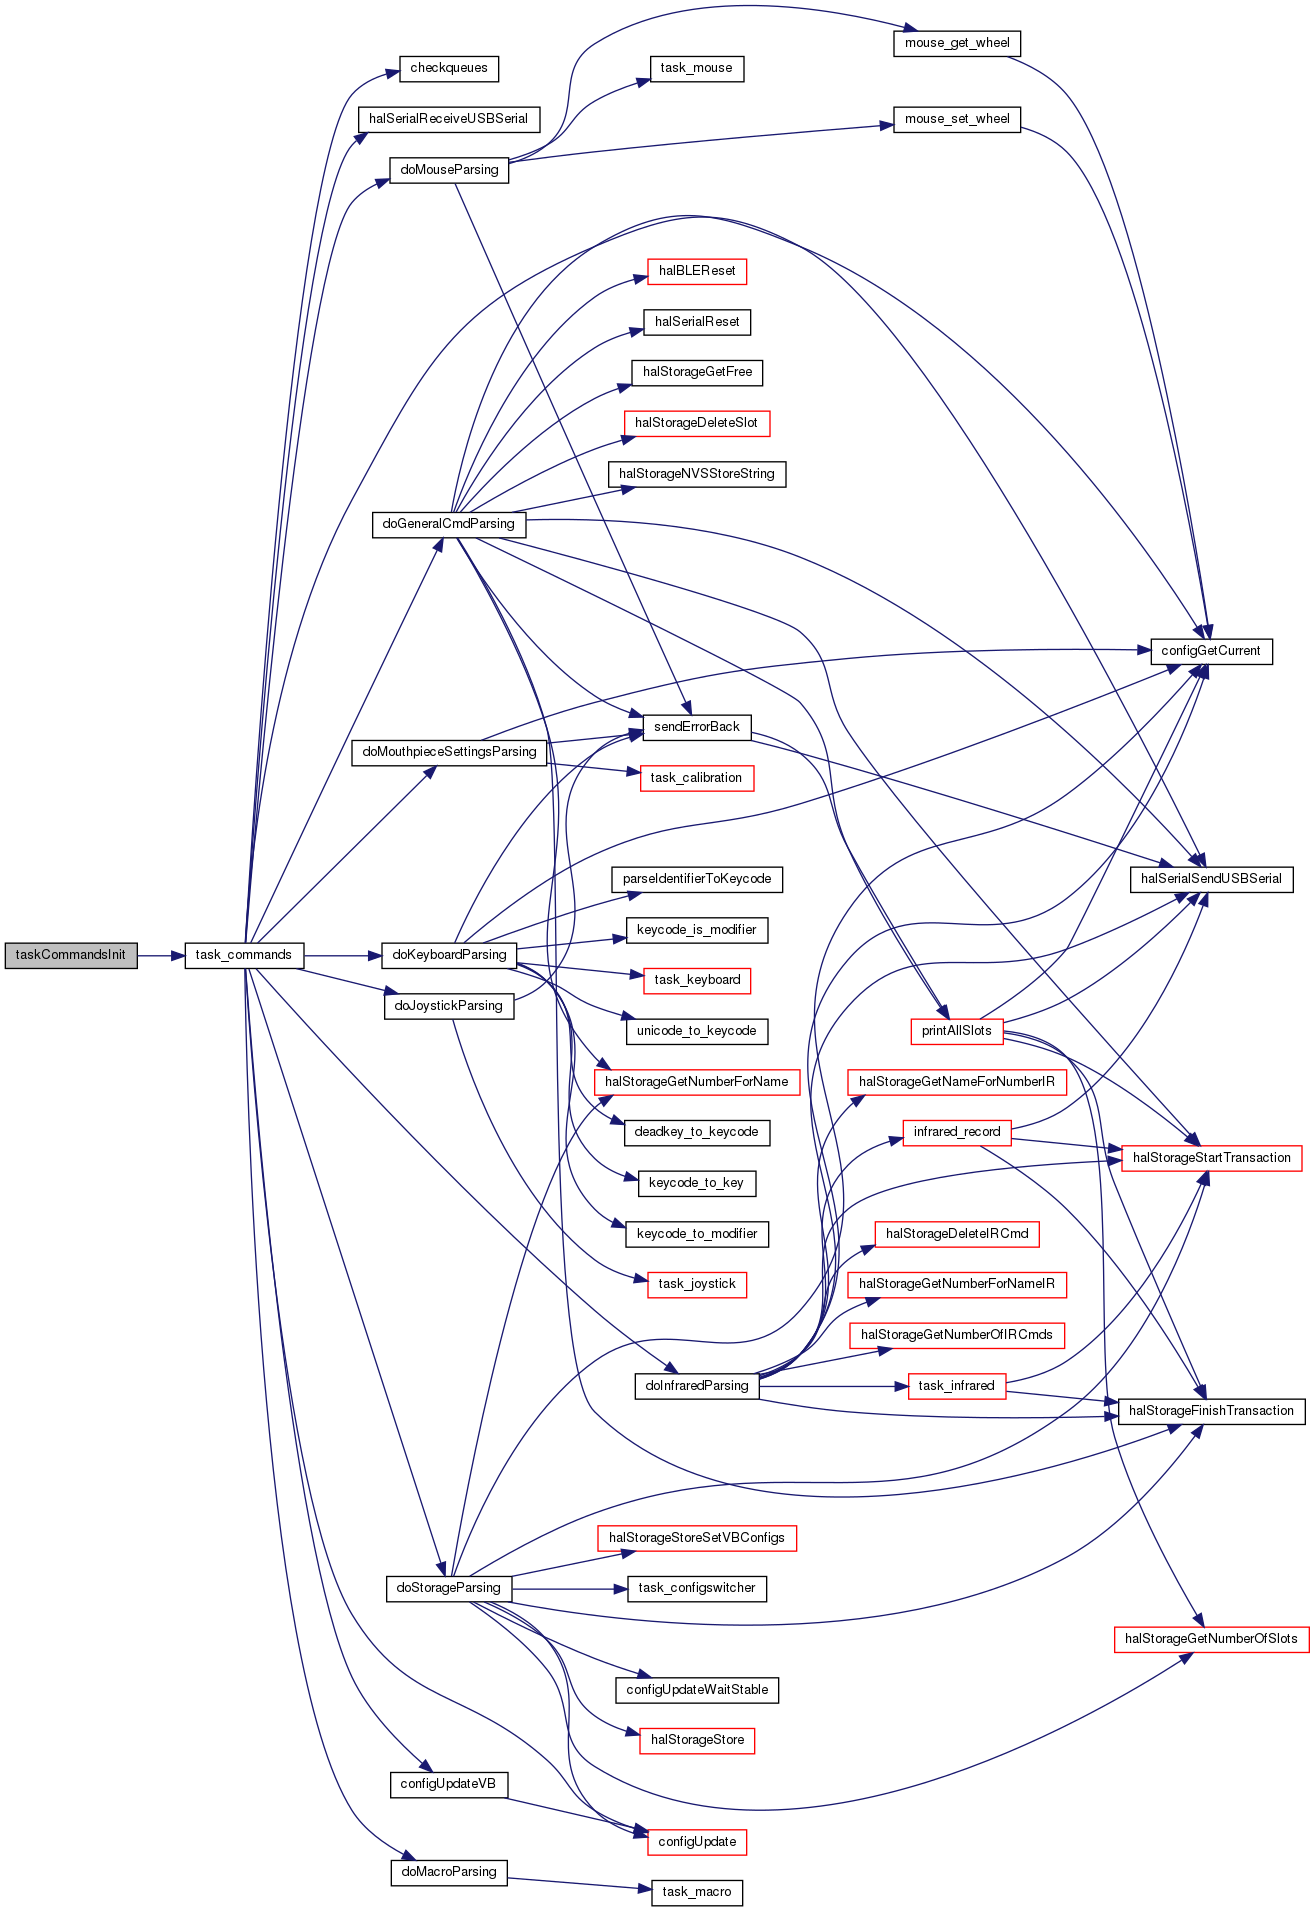 mouse_get_wheel
checkqueues
task_mouse
halSerialReceiveUSBSerial
mouse_set_wheel
doMouseParsing
halBLEReset
halSerialReset
halStorageGetFree
halStorageDeleteSlot
halStorageNVSStoreString
doGeneralCmdParsing
configGetCurrent
sendErrorBack
doMouthpieceSettingsParsing
task_calibration
parseIdentifierToKeycode
halSerialSendUSBSerial
keycode_is_modifier
taskCommandsInit
task_commands
doKeyboardParsing
task_keyboard
doJoystickParsing
unicode_to_keycode
printAllSlots
halStorageGetNumberForName
halStorageGetNameForNumberIR
deadkey_to_keycode
infrared_record
halStorageStartTransaction
keycode_to_key
keycode_to_modifier
halStorageDeleteIRCmd
task_joystick
halStorageGetNumberForNameIR
halStorageGetNumberOfIRCmds
doInfraredParsing
task_infrared
halStorageFinishTransaction
halStorageStoreSetVBConfigs
doStorageParsing
task_configswitcher
halStorageGetNumberOfSlots
configUpdateWaitStable
halStorageStore
configUpdateVB
configUpdate
doMacroParsing
task_macro